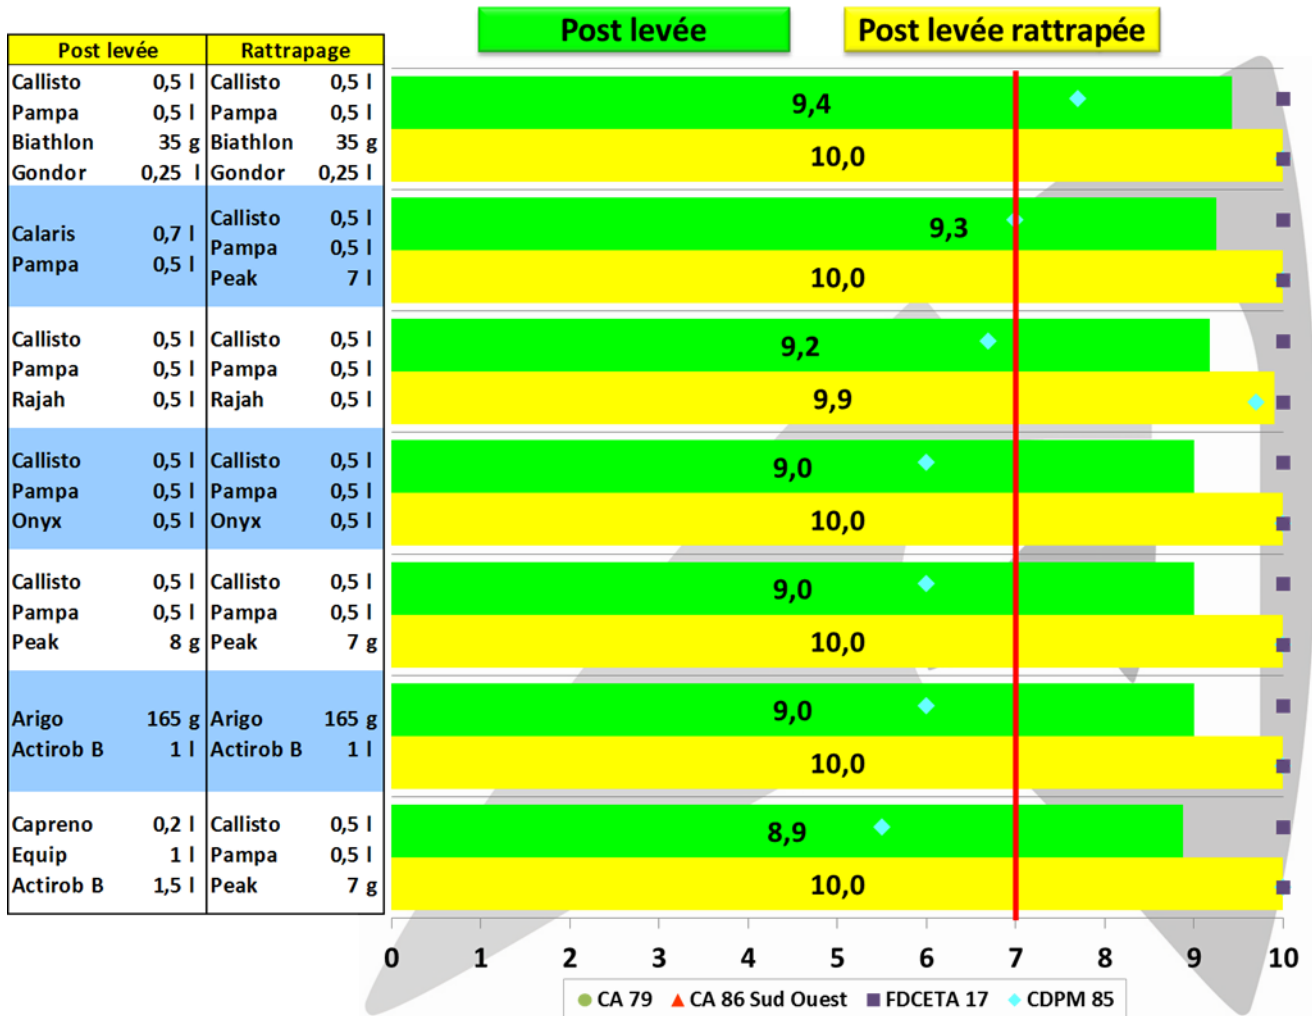 Post levée Post levée rattrapée
Post levée Rattrapage
Callisto 0,5 l Callisto 0,5 l
Pampa 0,5 l Pampa 0,5 l
Biathlon 35 g Biathlon 35 g
Gondor 0,25 l Gondor 0,25 l
9,4
10,0
Calaris 0,7 l
Pampa 0,5 l
Callisto 0,5 l
Pampa 0,5 l
Peak 7 l
9,3
10,0
Callisto 0,5 l Callisto 0,5 l
Pampa 0,5 l Pampa 0,5 l
Rajah 0,5 l Rajah 0,5 l
9,2
9,9
Callisto 0,5 l Callisto 0,5 l
Pampa 0,5 l Pampa 0,5 l
Onyx 0,5 l Onyx 0,5 l
9,0
10,0
Callisto 0,5 l Callisto 0,5 l
Pampa 0,5 l Pampa 0,5 l
Peak 8 g Peak 7 g
9,0
10,0
Arigo 165 g Arigo 165 g
Actirob B 1 l Actirob B 1 l
9,0
10,0
Capreno 0,2 l Callisto 0,5 l
Equip 1 l Pampa 0,5 l
Actirob B 1,5 l Peak 7 g
8,9
10,0
0 1 2 3 4 5 6 7 8 9 10
CA 79 CA 86 Sud Ouest FDCETA 17 CDPM 85